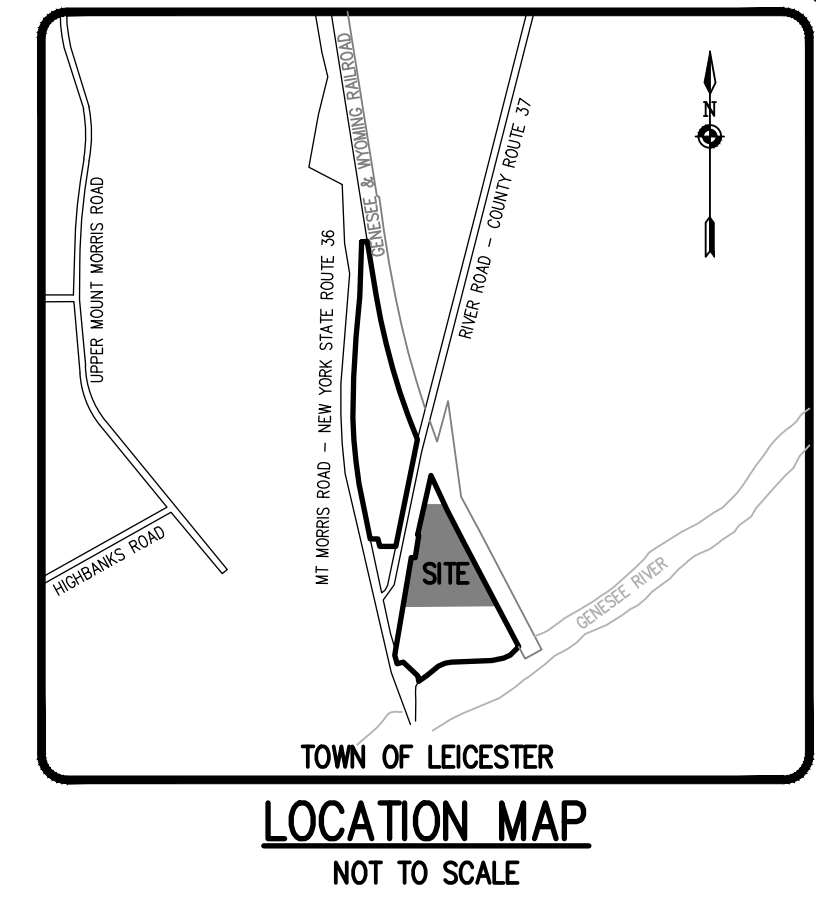 GENESEE & WYOMING RAILROAD
N
RIVER ROAD - COUNTY ROUTE 37
UPPER MOUNT MORRIS ROAD
MT MORRIS ROAD - NEW YORK STATE ROUTE 36
HIGHBANKS ROAD
SITE
GENESEE RIVER
TOWN OF LEICESTER
LOCATION MAP
NOT TO SCALE